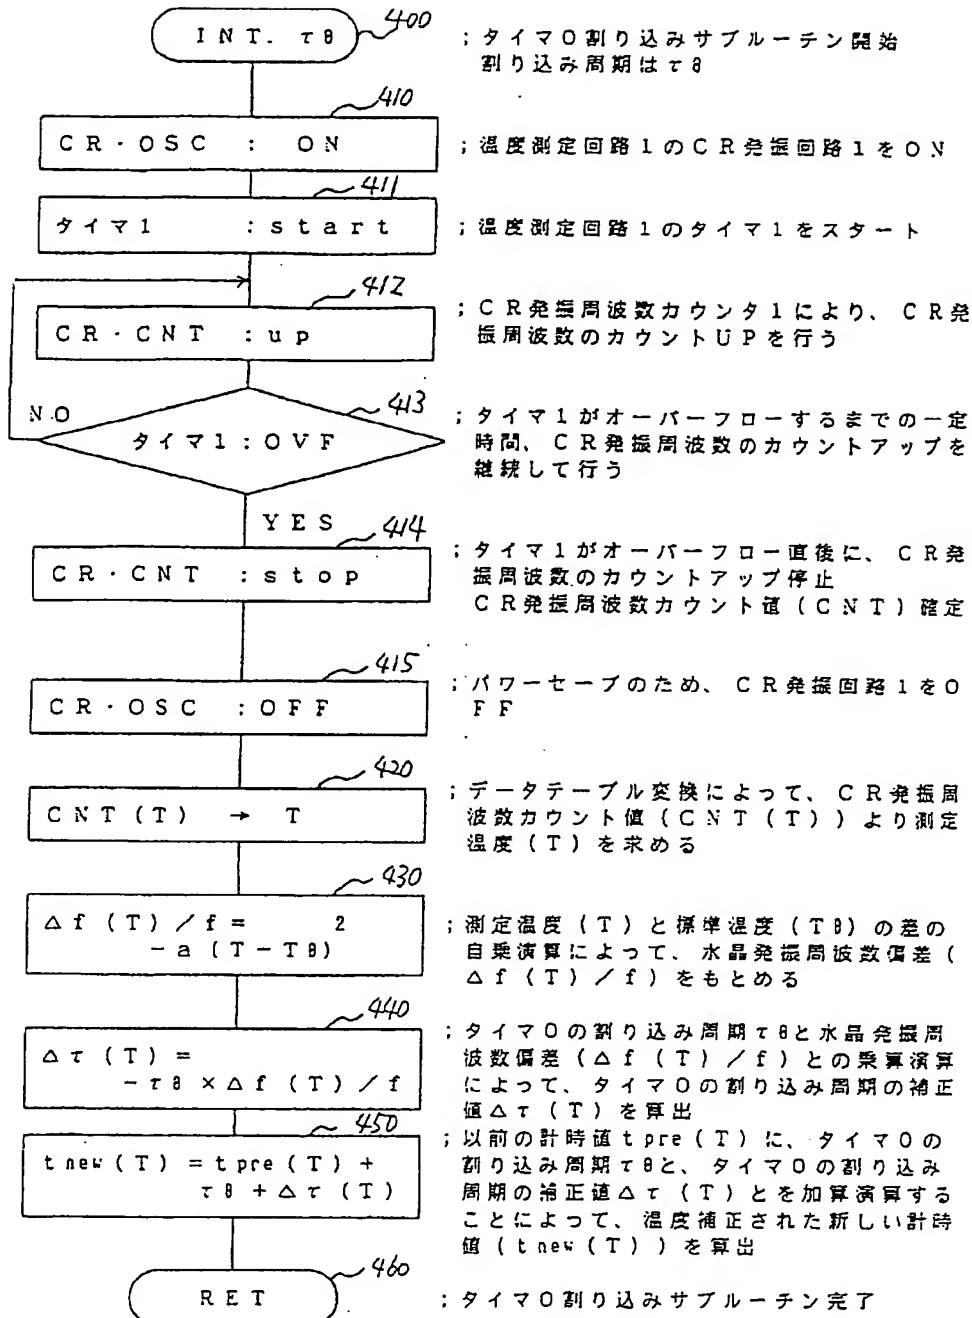 INT. τθ
400
;タイマ0割り込みサブルーチン開始
割り込み周期はτθ
410
CR・OSC : ON
;温度測定回路1のCR発振回路1をON
411
タイマ1 :start
;温度測定回路1のタイマ1をスタート
412
CR・CNT :up
;CR発振周波数カウンタ1により、CR発
振周波数のカウントUPを行う
413
NO
タイマ1:OVF
;タイマ1がオーバーフローするまでの一定
時間、CR発振周波数のカウントアップを
継続して行う
YES
414
CR・CNT :stop
;タイマ1がオーバーフロー直後に、CR発
振周波数のカウントアップ停止
CR発振周波数カウント値(CNT)確定
415
CR・OSC :OFF
;パワーセーブのため、CR発振回路1をO
FF
420
CNT(T) → T
;データテーブル変換によって、CR発振周
波数カウント値(CNT(T))より測定
温度(T)を求める
430
Δf(T)/f= 2
-a(T-Tθ)
;測定温度(T)と標準温度(Tθ)の差の
自乗演算によって、水晶発振周波数偏差(
Δf(T)/f)をもとめる
440
Δτ(T)=
-τθ×Δf(T)/f
;タイマ0の割り込み周期τθと水晶発振周
波数偏差(Δf(T)/f)との乗算演算
によって、タイマ0の割り込み周期の補正
値Δτ(T)を算出
450
tnew(T)=tpre(T)+
τθ+Δτ(T)
;以前の計時値tpre(T)に、タイマ0の
割り込み周期τθと、タイマ0の割り込み
周期の補正値Δτ(T)とを加算演算する
ことによって、温度補正された新しい計時
値(tnew(T))を算出
460
RET
;タイマ0割り込みサブルーチン完了